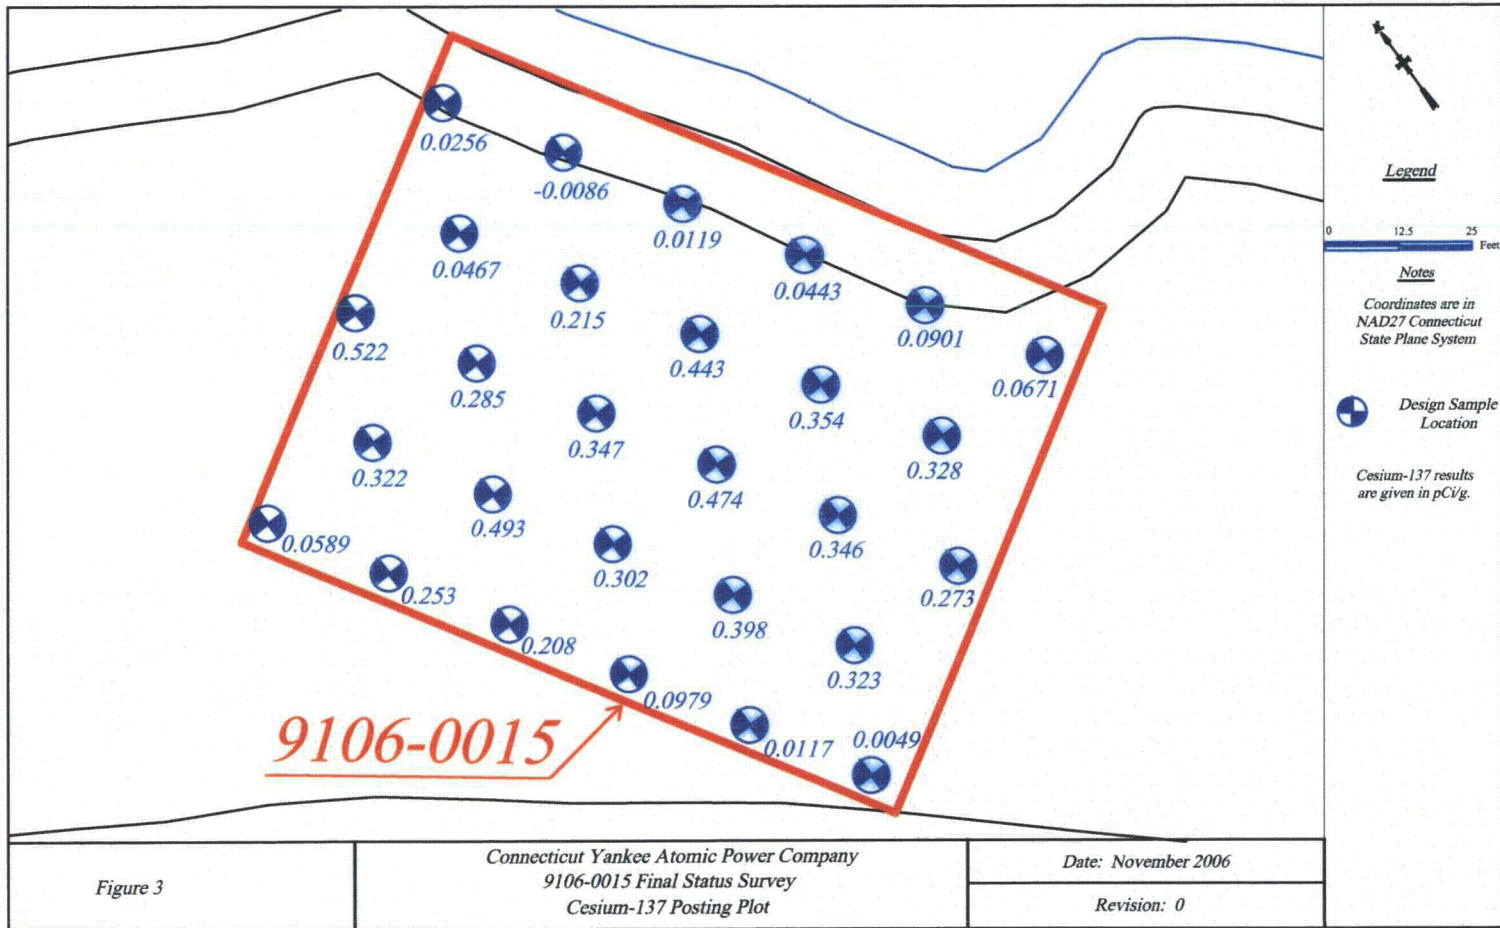 0.0256
-0.0086
0.0119
0.0467
0.0443
0.215
0.522
0.443
0.0901
0.285
0.354
0.0671
0.347
0.322
0.328
0.474
0.493
0.0589
0.346
0.302
0.253
0.273
0.398
0.208
0.323
0.0979
0.0117
0.0049
9106-0015
Legend
0 12.5 25
Feet
Notes
Coordinates are in
NAD27 Connecticut
State Plane System
Design Sample
Location
Cesium-137 results
are given in pCi/g.
Figure 3
Connecticut Yankee Atomic Power Company
9106-0015 Final Status Survey
Cesium-137 Posting Plot
Date: November 2006
Revision: 0